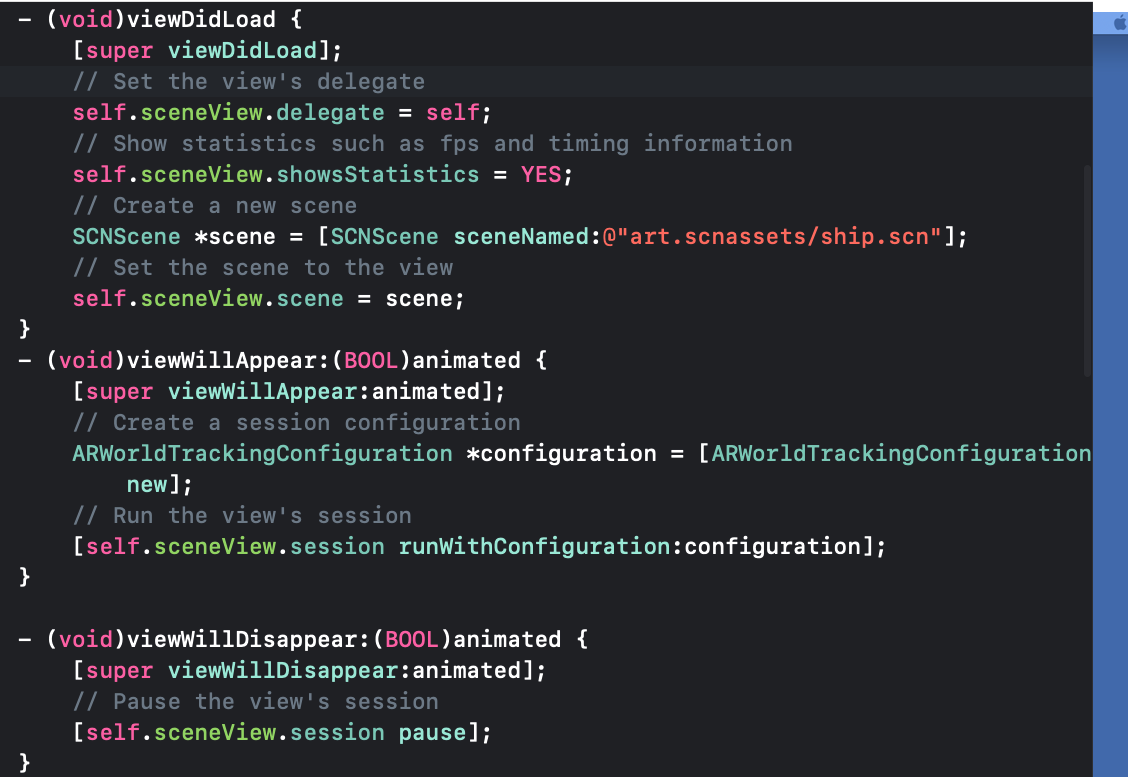 - (void)viewDidLoad {
    [super viewDidLoad];
    // Set the view's delegate
    self.sceneView.delegate = self;
    // Show statistics such as fps and timing information
    self.sceneView.showsStatistics = YES;
    // Create a new scene
    SCNScene *scene = [SCNScene sceneNamed:@"art.scnassets/ship.scn"];
    // Set the scene to the view
    self.sceneView.scene = scene;
}
- (void)viewWillAppear:(BOOL)animated {
    [super viewWillAppear:animated];
    // Create a session configuration
    ARWorldTrackingConfiguration *configuration = [ARWorldTrackingConfiguration
        new];
    // Run the view's session
    [self.sceneView.session runWithConfiguration:configuration];
}

- (void)viewWillDisappear:(BOOL)animated {
    [super viewWillDisappear:animated];
    // Pause the view's session
    [self.sceneView.session pause];
}